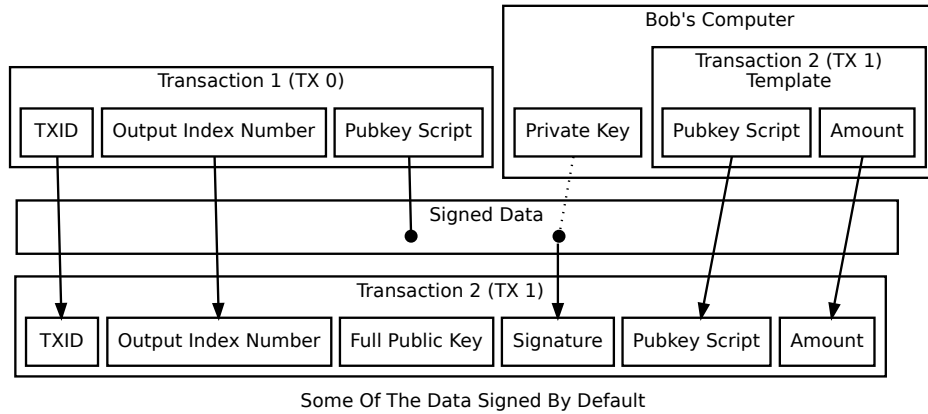 Bob's Computer
Transaction 1 (TX 0)
TXID
Output Index Number
Pubkey Script
Private Key
Transaction 2 (TX 1)
Template
Pubkey Script
Amount
Signed Data
Transaction 2 (TX 1)
TXID
Output Index Number
Full Public Key
Signature
Pubkey Script
Amount
Some Of The Data Signed By Default